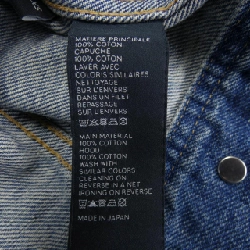 MATIERE PRINCIPALE
100% COTON
CAPUCHE
100% COTON
LAVER AVEC
COLORIS SIMILAIRES
NETTOYAGE
SUR L'ENVERS
DANS UN FILET
REPASSAGE
SUR L'ENVERS
MAIN MATERIAL
100% COTTON
HOOD
100% COTTON
WASH WITH
SIMILAR COLORS
CLEANING ON
REVERSE IN A NET
IRONING ON REVERSE
MADE IN JAPAN